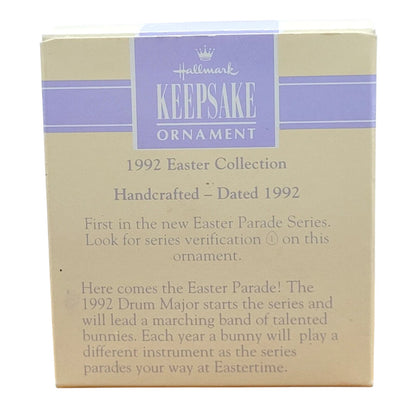 Hallmark
KEEPSAKE
ORNAMENT
1992 Easter Collection
Handcrafted – Dated 1992
First in the new Easter Parade Series.
Look for series verification ① on this
ornament.
Here comes the Easter Parade! The
1992 Drum Major starts the series and
will lead a marching band of talented
bunnies. Each year a bunny will play a
different instrument as the series
parades your way at Eastertime.